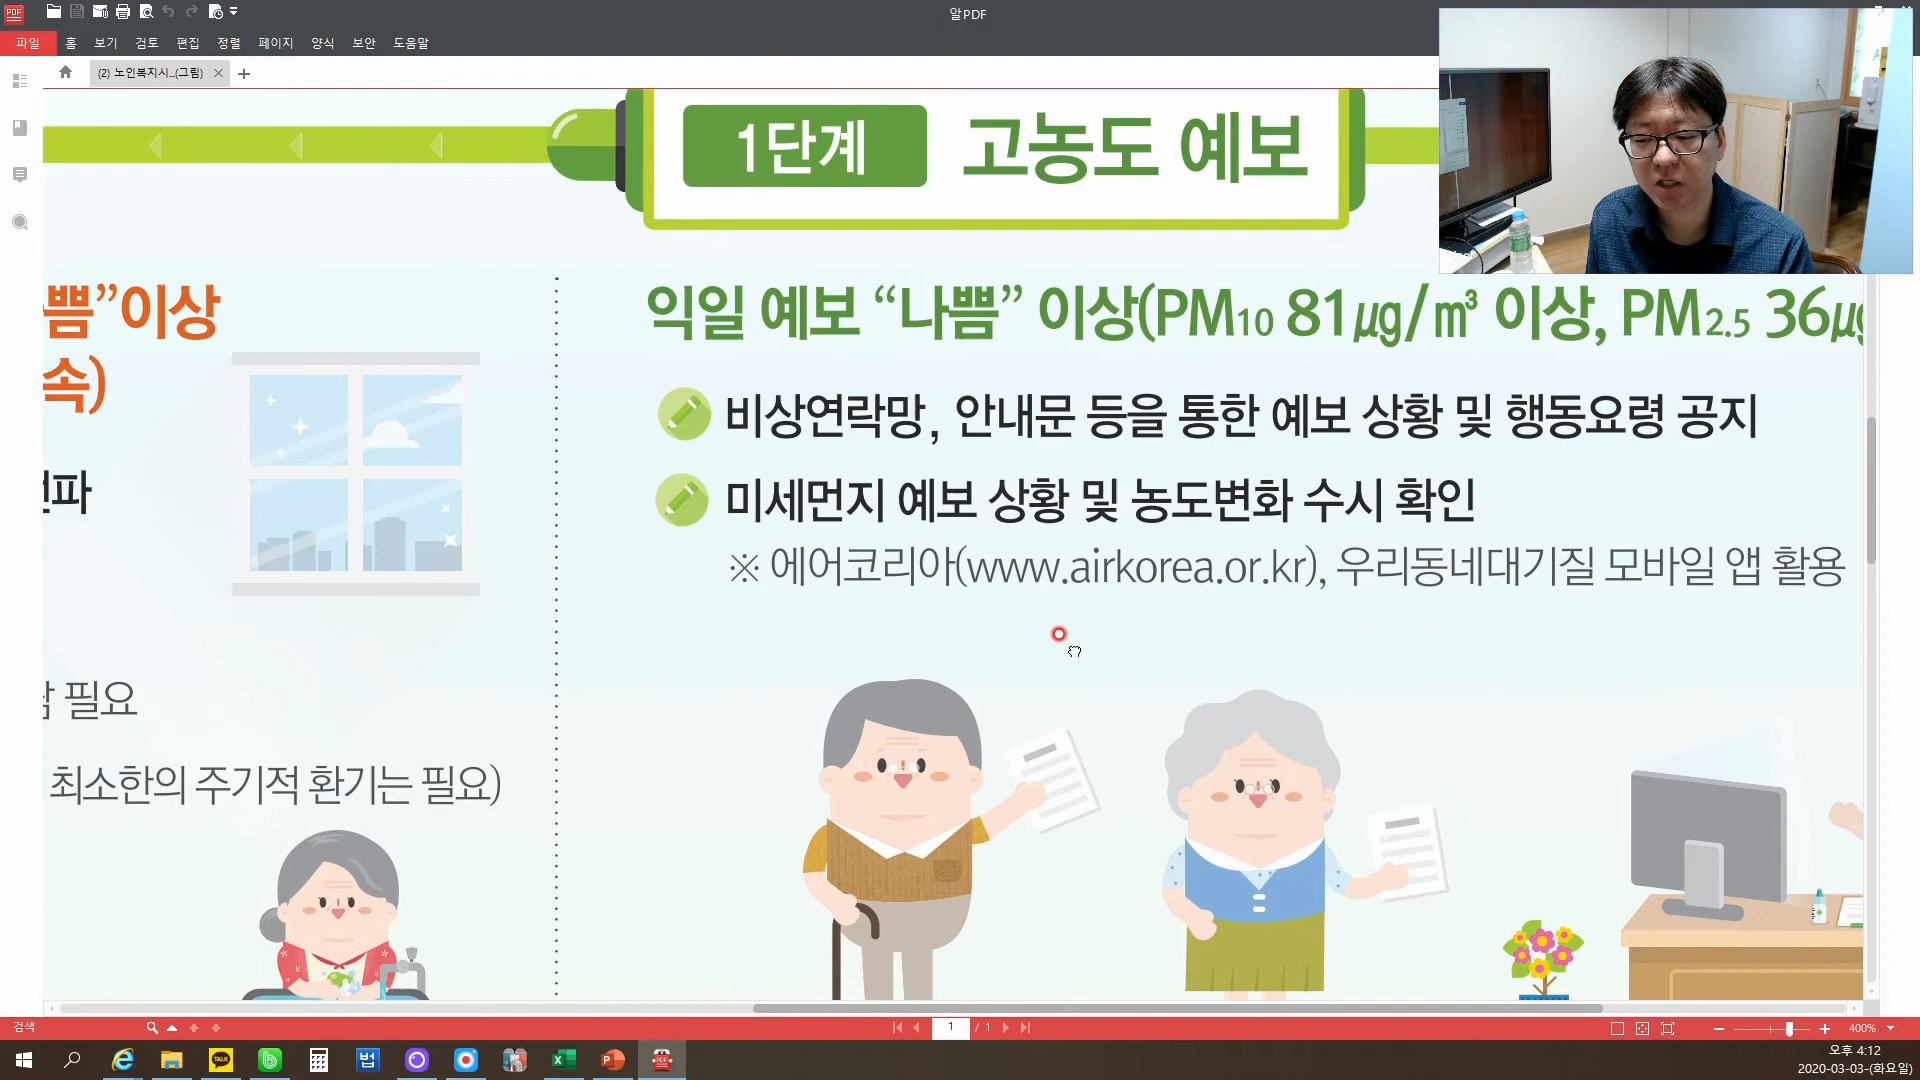 알PDF
파일 홈 보기 검토 편집 정렬 페이지 양식 보안 도움말
(2) 노인복지시...(그림)
1단계 고농도 예보
쁨”이상
속)
파
필요
최소한의 주기적 환기는 필요)
익일 예보 “나쁨” 이상(PM10 81㎍/㎥ 이상, PM2.5 36㎍
비상연락망, 안내문 등을 통한 예보 상황 및 행동요령 공지
미세먼지 예보 상황 및 농도변화 수시 확인
※ 에어코리아(www.airkorea.or.kr), 우리동네대기질 모바일 앱 활용
검색
1 / 1
400%
TALK
법
오후 4:12
2020-03-03-(화요일)